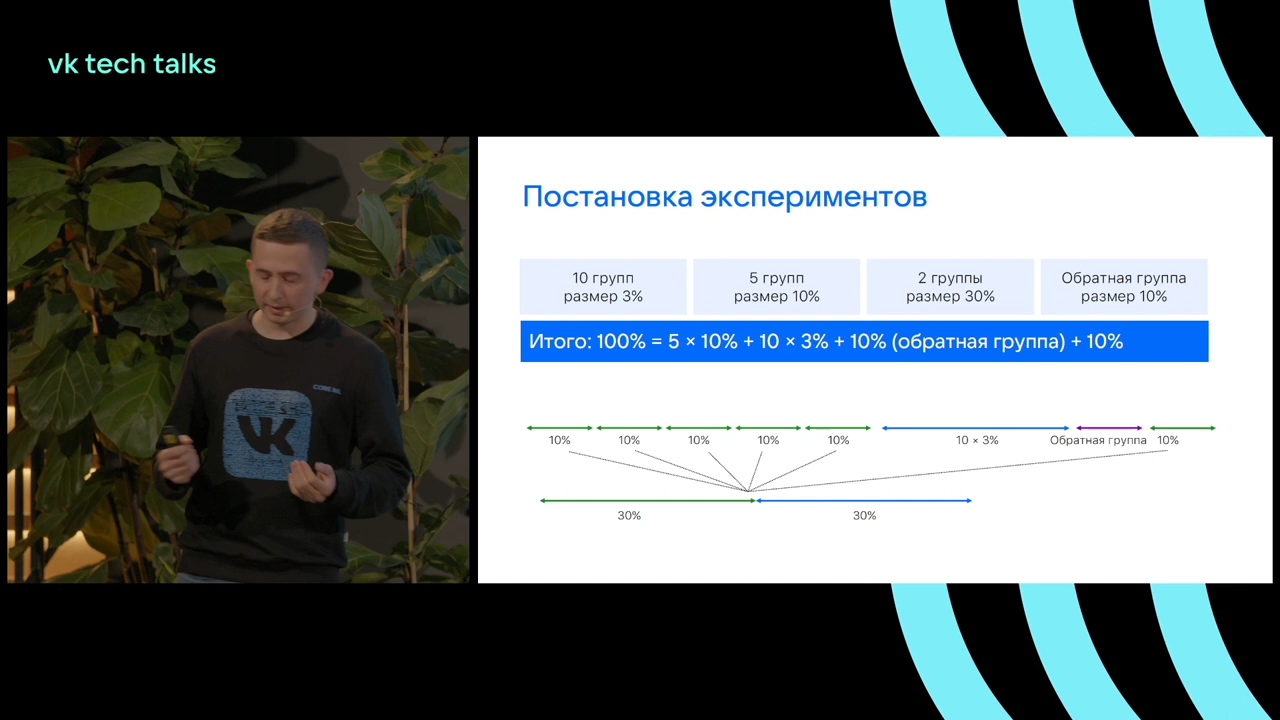 vk tech talks
Постановка экспериментов
10 групп
размер 3%
5 групп
размер 10%
2 группы
размер 30%
Обратная группа
размер 10%
Итого: 100% = 5 × 10% + 10 × 3% + 10% (обратная группа) + 10%
10% 10% 10% 10% 10% 10 × 3% Обратная группа 10%
30% 30%